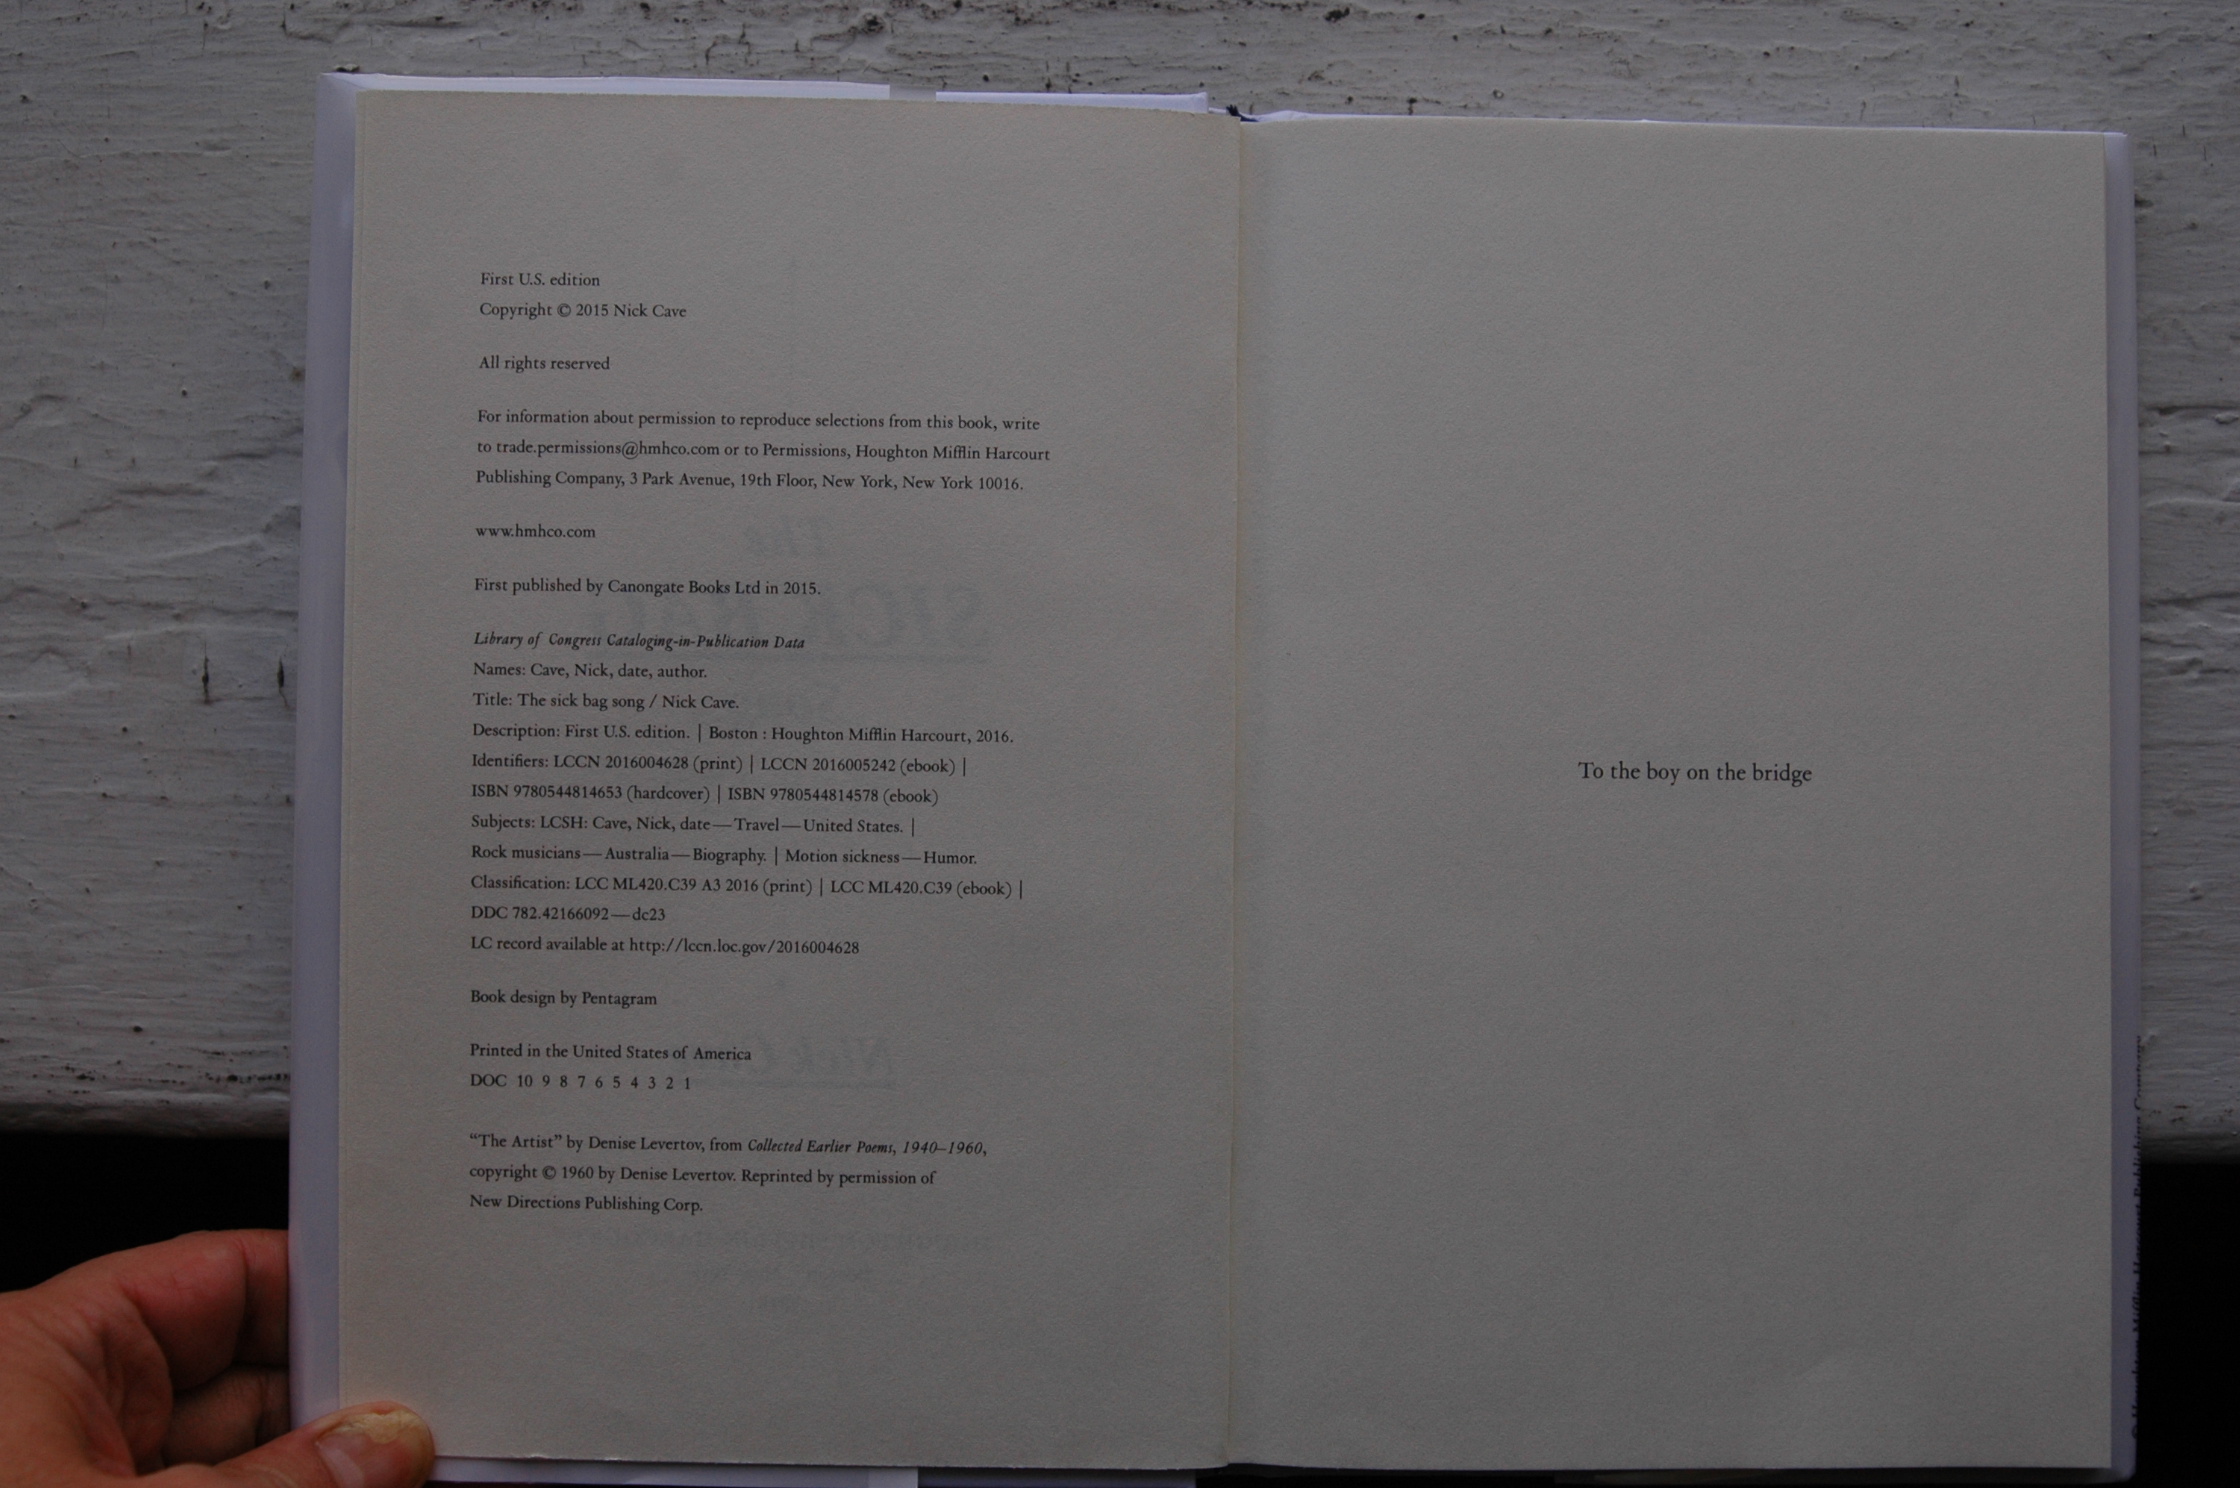 First U.S. edition
Copyright © 2015 Nick Cave
All rights reserved
For information about permission to reproduce selections from this book, write
to trade.permissions@hmhco.com or to Permissions, Houghton Mifflin Harcourt
Publishing Company, 3 Park Avenue, 19th Floor, New York, New York 10016.
www.hmhco.com
First published by Canongate Books Ltd in 2015.
Library of Congress Cataloging-in-Publication Data
Names: Cave, Nick, date, author.
Title: The sick bag song / Nick Cave.
Description: First U.S. edition. | Boston : Houghton Mifflin Harcourt, 2016.
Identifiers: LCCN 2016004628 (print) | LCCN 2016005242 (ebook) |
ISBN 9780544814653 (hardcover) | ISBN 9780544814578 (ebook)
Subjects: LCSH: Cave, Nick, date—Travel—United States. |
Rock musicians—Australia—Biography. | Motion sickness—Humor.
Classification: LCC ML420.C39 A3 2016 (print) | LCC ML420.C39 (ebook) |
DDC 782.42166092—dc23
LC record available at http://lccn.loc.gov/2016004628
Book design by Pentagram
Printed in the United States of America
DOC 10 9 8 7 6 5 4 3 2 1
“The Artist” by Denise Levertov, from Collected Earlier Poems, 1940–1960,
copyright © 1960 by Denise Levertov. Reprinted by permission of
New Directions Publishing Corp.
To the boy on the bridge